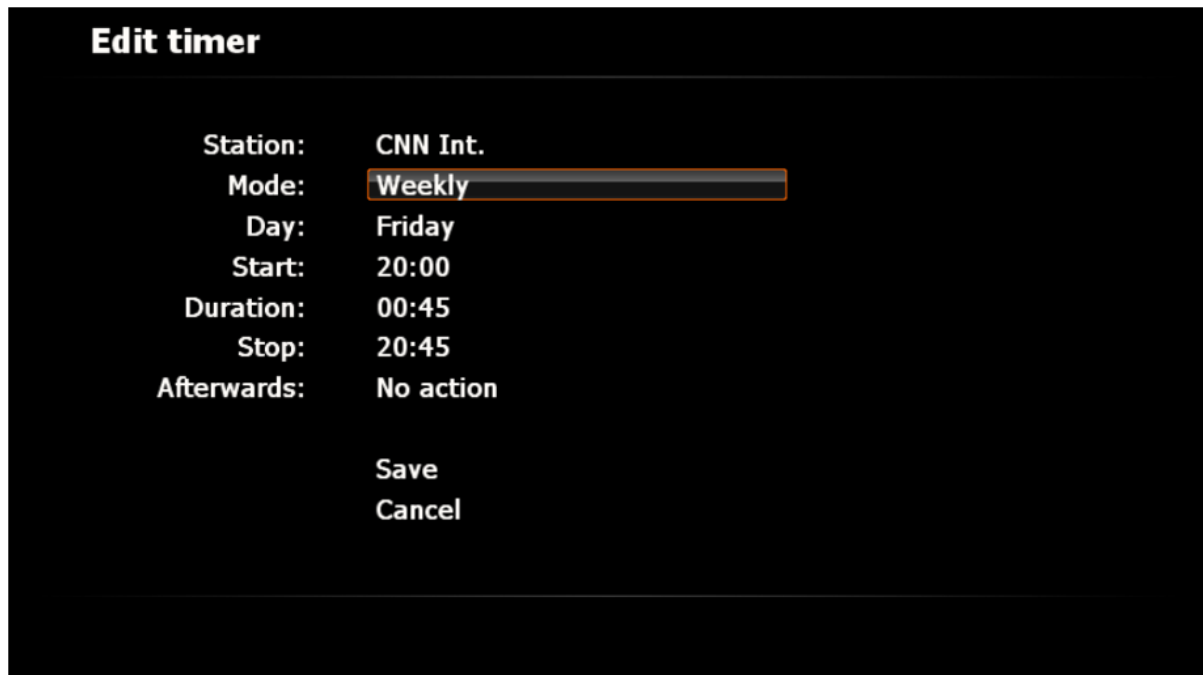 Edit timer
Station: CNN Int.
Mode: Weekly
Day: Friday
Start: 20:00
Duration: 00:45
Stop: 20:45
Afterwards: No action
Save
Cancel